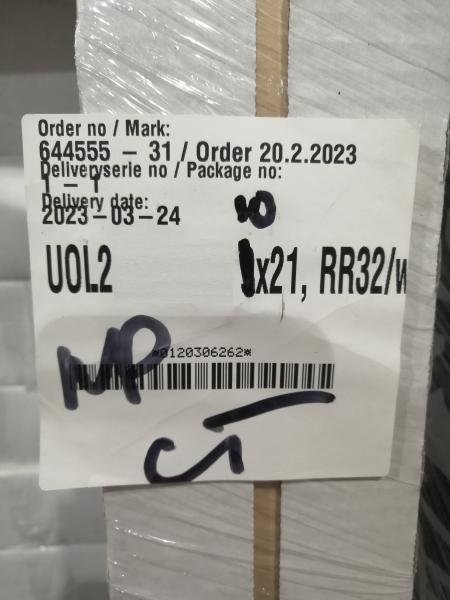 Order no / Mark:
644555 - 31 / Order 20.2.2023
Deliveryserie no / Package no:
1 - 1
Delivery date:
2023-03-24
10
UOL2 x21, RR32/w
MP
*0120306262*